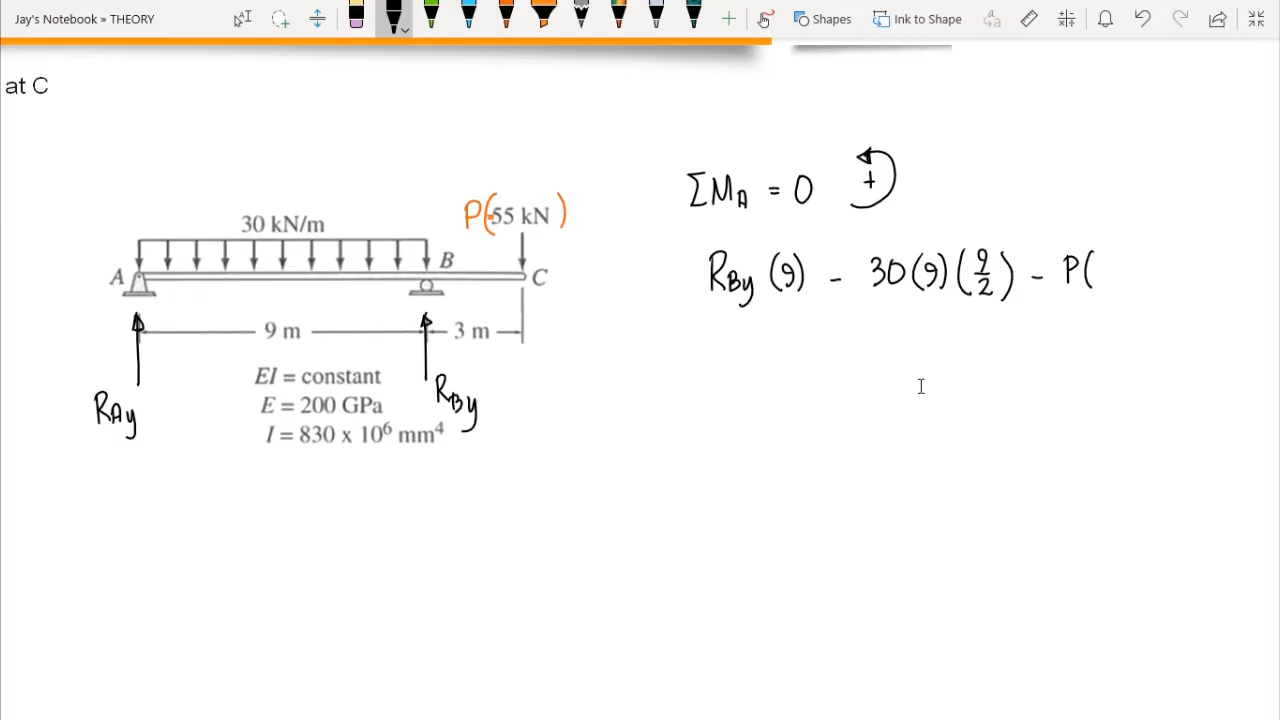 Jay's Notebook » THEORY
Shapes
Ink to Shape
at C
P(=55 kN)
30 kN/m
A
B
C
9 m
3 m
RAy
RBy
EI = constant
E = 200 GPa
I = 830 x 10⁶ mm⁴
ΣMA = 0 +
RBy (9) - 30(9)(9/2) - P(